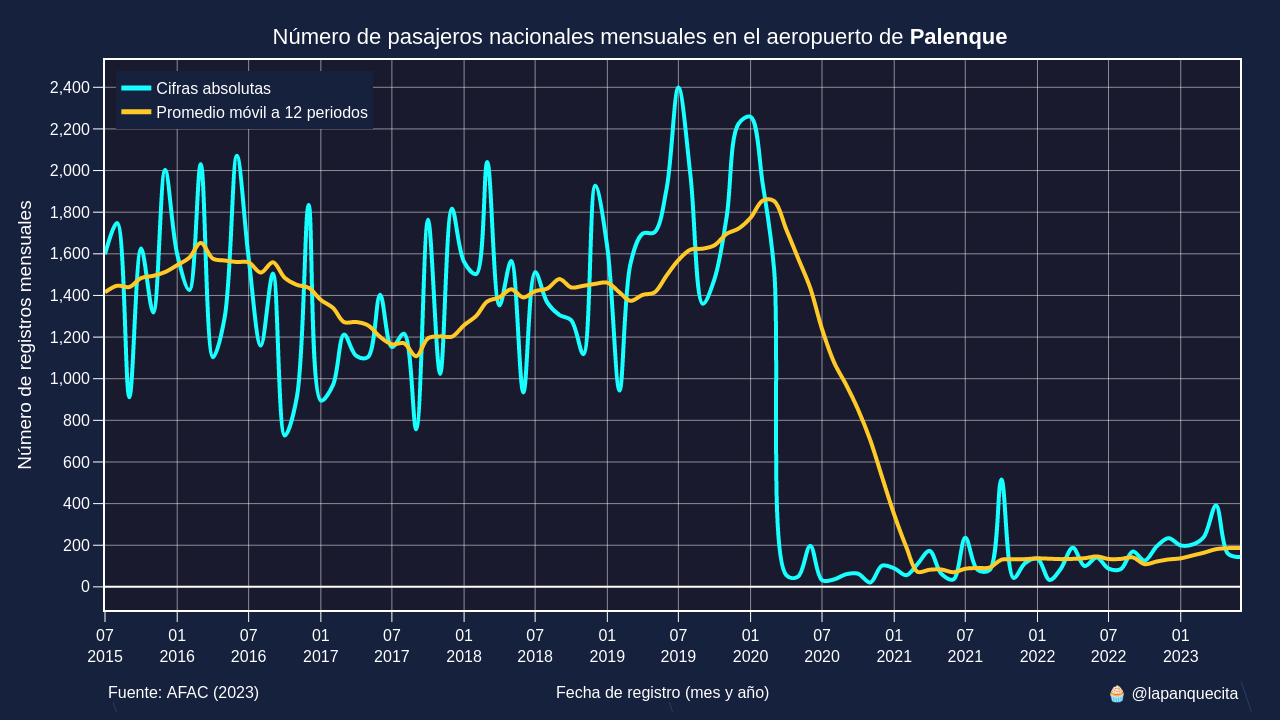 Número de pasajeros nacionales mensuales en el aeropuerto de Palenque
Cifras absolutas
Promedio móvil a 12 periodos
Número de registros mensuales
2,400
2,200
2,000
1,800
1,600
1,400
1,200
1,000
800
600
400
200
0
07 01 07 01 07 01 07 01 07 01 07 01 07 01 07 01
2015 2016 2016 2017 2017 2018 2018 2019 2019 2020 2020 2021 2021 2022 2022 2023
Fuente: AFAC (2023)
Fecha de registro (mes y año)
🧁 @lapanquecita